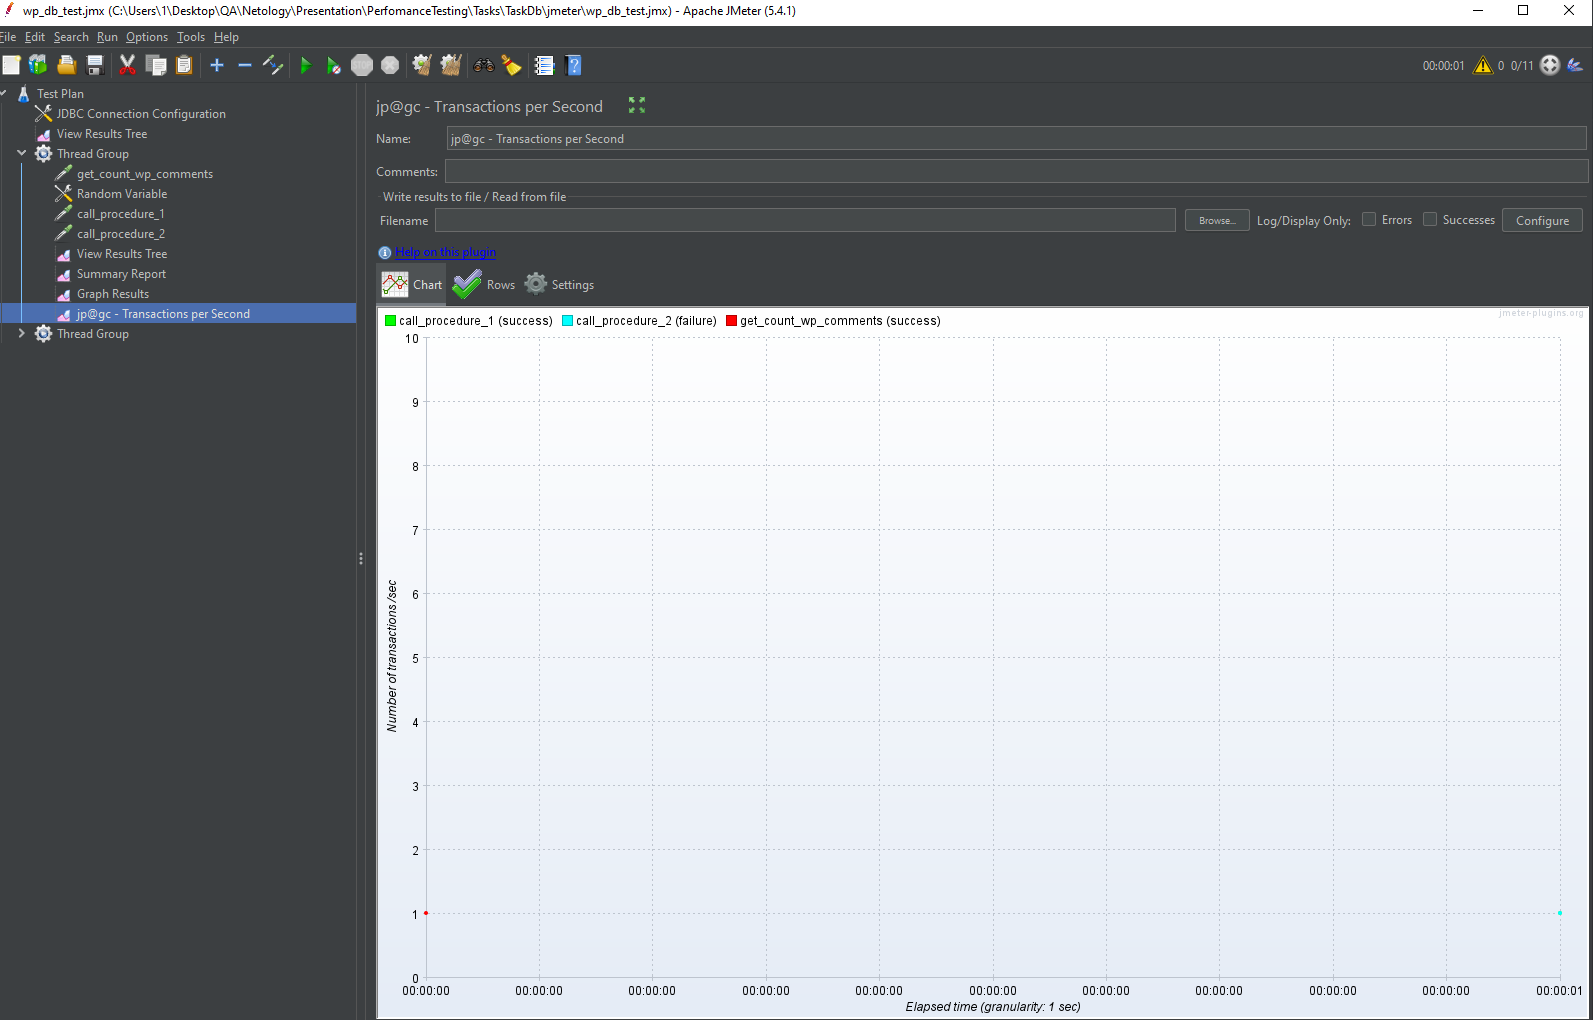 wp_db_test.jmx (C:\Users\1\Desktop\QA\Netology\Presentation\PerfomanceTesting\Tasks\TaskDb\jmeter\wp_db_test.jmx) - Apache JMeter (5.4.1)
File Edit Search Run Options Tools Help
00:00:01 0 0/11
Test Plan
JDBC Connection Configuration
View Results Tree
Thread Group
get_count_wp_comments
Random Variable
call_procedure_1
call_procedure_2
View Results Tree
Summary Report
Graph Results
jp@gc - Transactions per Second
Thread Group
jp@gc - Transactions per Second
Name: jp@gc - Transactions per Second
Comments:
Write results to file / Read from file
Filename Browse... Log/Display Only: Errors Successes Configure
Help on this plugin
Chart Rows Settings
jmeter-plugins.org
call_procedure_1 (success) call_procedure_2 (failure) get_count_wp_comments (success)
10
9
8
7
6
5
4
3
2
1
0
Number of transactions /sec
00:00:00 00:00:00 00:00:00 00:00:00 00:00:00 00:00:00 00:00:00 00:00:00 00:00:00 00:00:00 00:00:01
Elapsed time (granularity: 1 sec)